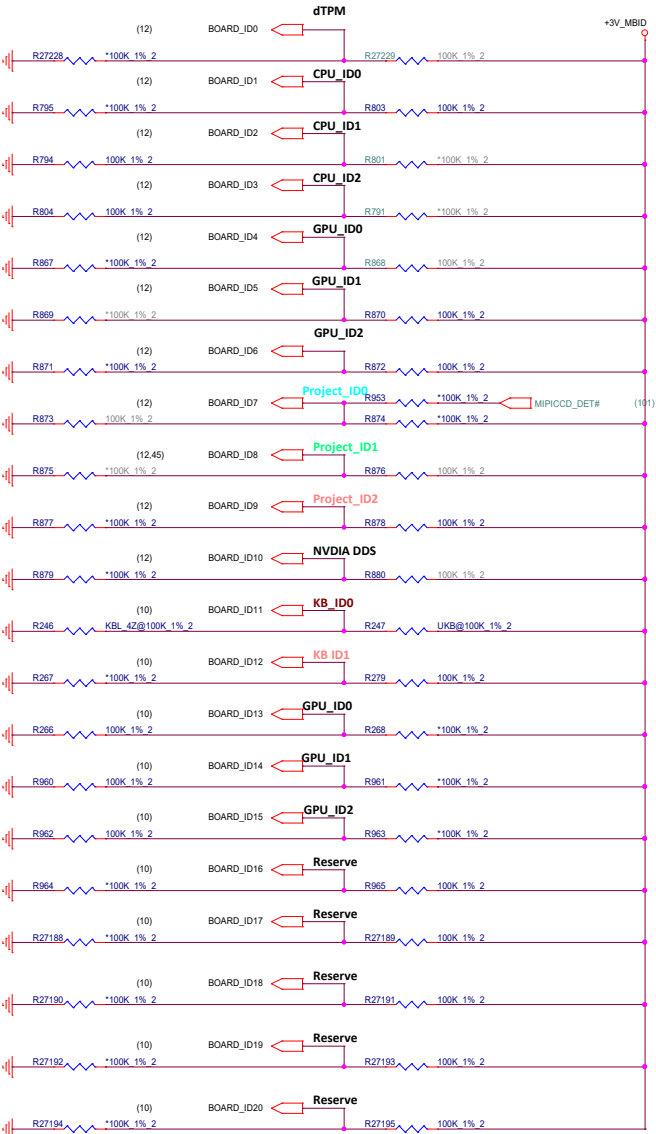 dTPM
+3V_MBID
(12) BOARD_ID0
R27228 *100K_1%_2 R27229 100K_1%_2
(12) BOARD_ID1 CPU_ID0
R795 *100K_1%_2 R803 100K_1%_2
(12) BOARD_ID2 CPU_ID1
R794 100K_1%_2 R801 *100K_1%_2
(12) BOARD_ID3 CPU_ID2
R804 100K_1%_2 R791 *100K_1%_2
(12) BOARD_ID4 GPU_ID0
R867 *100K_1%_2 R868 100K_1%_2
(12) BOARD_ID5 GPU_ID1
R869 *100K_1%_2 R870 100K_1%_2
GPU_ID2
(12) BOARD_ID6
R871 *100K_1%_2 R872 100K_1%_2
Project_ID0
(12) BOARD_ID7 R953 *100K_1%_2 MIPICCD_DET# (101)
R873 100K_1%_2 R874 *100K_1%_2
(12,45) BOARD_ID8 Project_ID1
R875 *100K_1%_2 R876 100K_1%_2
(12) BOARD_ID9 Project_ID2
R877 *100K_1%_2 R878 100K_1%_2
(12) BOARD_ID10 NVDIA DDS
R879 *100K_1%_2 R880 100K_1%_2
(10) BOARD_ID11 KB_ID0
R246 KBL_4Z@100K_1%_2 R247 UKB@100K_1%_2
(10) BOARD_ID12 KB ID1
R267 *100K_1%_2 R279 100K_1%_2
(10) BOARD_ID13 GPU_ID0
R266 100K_1%_2 R268 *100K_1%_2
(10) BOARD_ID14 GPU_ID1
R960 100K_1%_2 R961 *100K_1%_2
(10) BOARD_ID15 GPU_ID2
R962 100K_1%_2 R963 *100K_1%_2
(10) BOARD_ID16 Reserve
R964 *100K_1%_2 R965 100K_1%_2
(10) BOARD_ID17 Reserve
R27188 *100K_1%_2 R27189 100K_1%_2
(10) BOARD_ID18 Reserve
R27190 *100K_1%_2 R27191 100K_1%_2
(10) BOARD_ID19 Reserve
R27192 *100K_1%_2 R27193 100K_1%_2
(10) BOARD_ID20 Reserve
R27194 *100K_1%_2 R27195 100K_1%_2